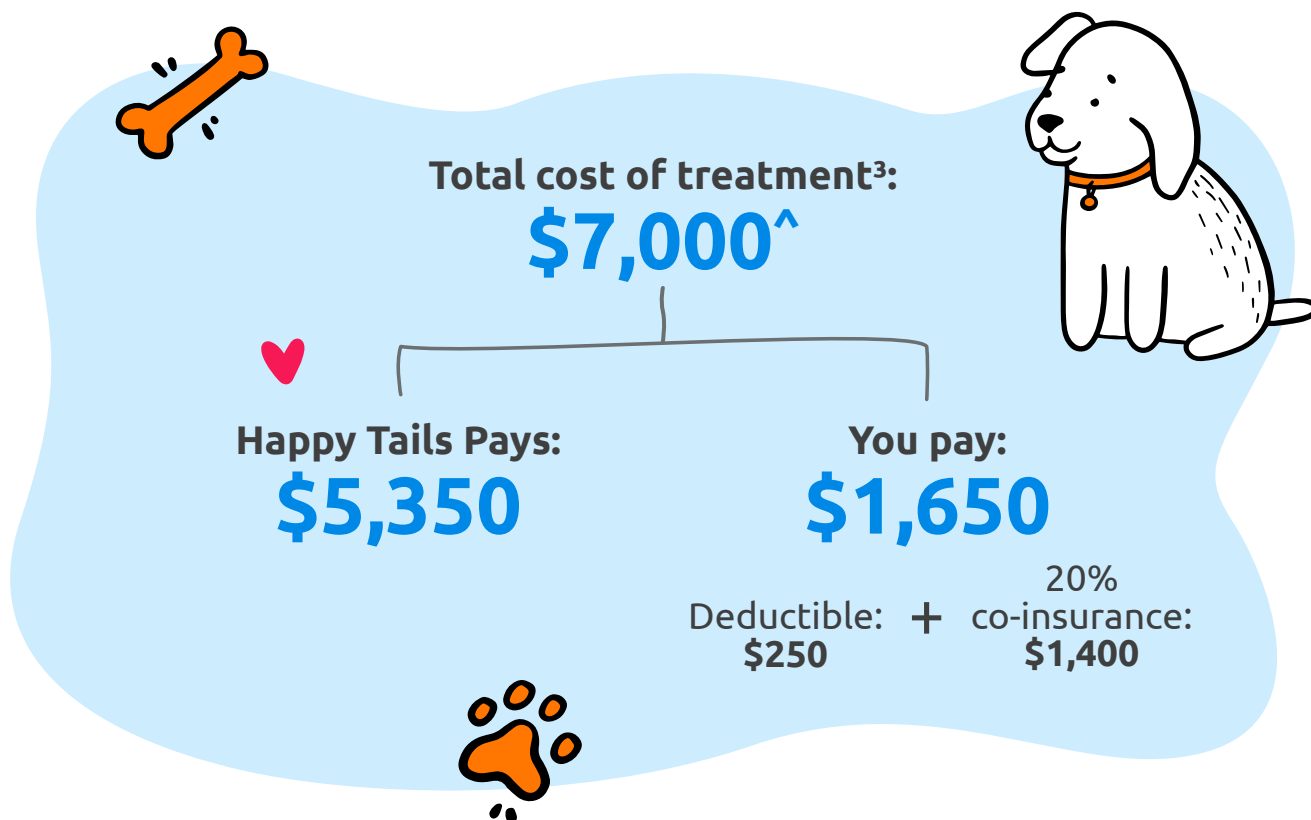 Total cost of treatment³:
$7,000^
Happy Tails Pays:
$5,350
You pay:
$1,650
Deductible:
$250
+
20%
co-insurance:
$1,400